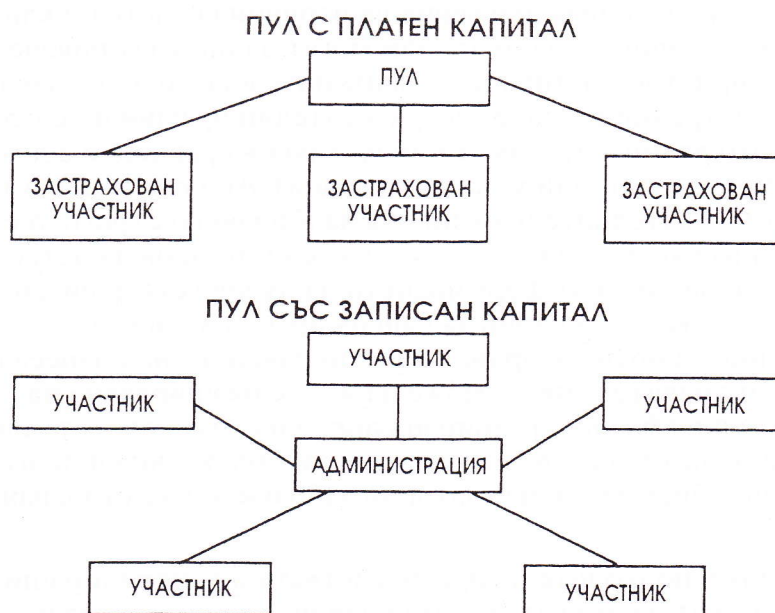 ПУЛ С ПЛАТЕН КАПИТАЛ
ПУЛ
ЗАСТРАХОВАН
УЧАСТНИК
ЗАСТРАХОВАН
УЧАСТНИК
ЗАСТРАХОВАН
УЧАСТНИК
ПУЛ СЪС ЗАПИСАН КАПИТАЛ
УЧАСТНИК
УЧАСТНИК
УЧАСТНИК
АДМИНИСТРАЦИЯ
УЧАСТНИК
УЧАСТНИК